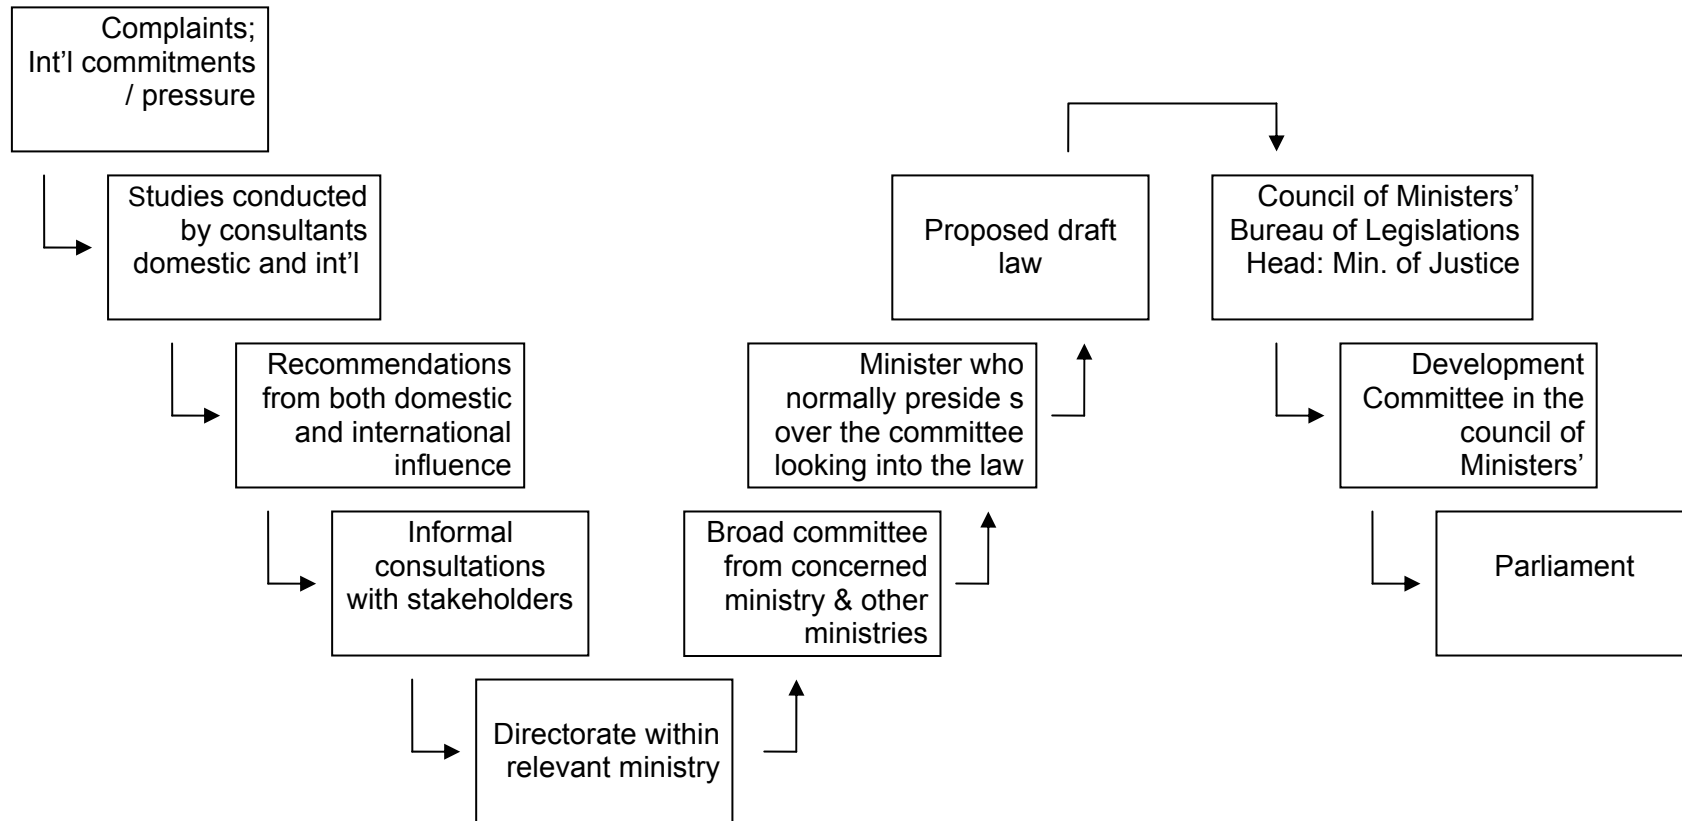 Complaints;
Int'l commitments
/ pressure
Studies conducted
by consultants
domestic and int'l
Recommendations
from both domestic
and international
influence
Informal
consultations
with stakeholders
Directorate within
relevant ministry
Broad committee
from concerned
ministry & other
ministries
Minister who
normally preside s
over the committee
looking into the law
Proposed draft
law
Council of Ministers'
Bureau of Legislations
Head: Min. of Justice
Development
Committee in the
council of
Ministers'
Parliament